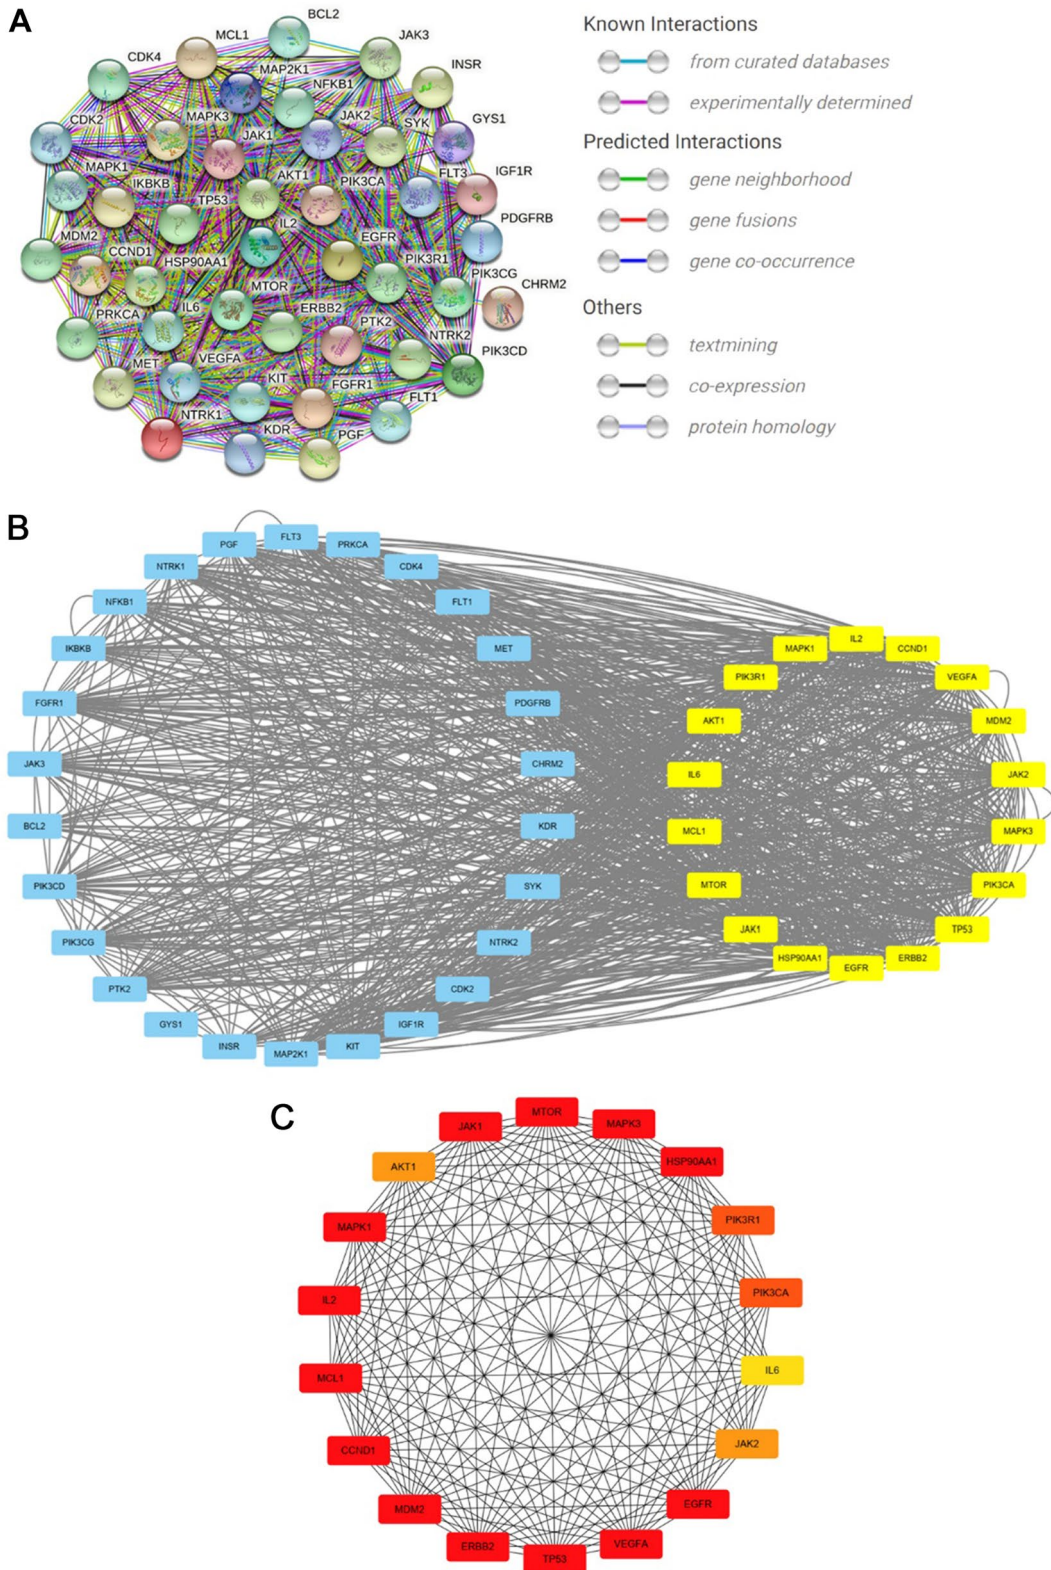 A
BCL2
MCL1
JAK3
CDK4
MAP2K1
INSR
NFKB1
CDK2
MAPK3
JAK2
SYK
GYS1
JAK1
MAPK1
AKT1
PIK3CA
FLT3
IGF1R
IKBKB
TP53
PDGFRB
IL2
MDM2
EGFR
CCND1
HSP90AA1
PIK3R1
PIK3CG
CHRM2
MTOR
PRKCA
IL6
ERBB2
PTK2
NTRK2
PIK3CD
MET
VEGFA
KIT
FGFR1
FLT1
NTRK1
KDR
PGF
Known Interactions
from curated databases
experimentally determined
Predicted Interactions
gene neighborhood
gene fusions
gene co-occurrence
Others
textmining
co-expression
protein homology
B
PGF
FLT3
PRKCA
NTRK1
CDK4
NFKB1
FLT1
IKBKB
MET
FGFR1
PDGFRB
JAK3
CHRM2
BCL2
KDR
PIK3CD
SYK
PIK3CG
NTRK2
PTK2
CDK2
GYS1
IGF1R
INSR
MAP2K1
KIT
IL2
MAPK1
CCND1
PIK3R1
VEGFA
AKT1
MDM2
IL6
JAK2
MCL1
MAPK3
MTOR
PIK3CA
JAK1
TP53
HSP90AA1
EGFR
ERBB2
C
MTOR
JAK1
MAPK3
AKT1
HSP90AA1
MAPK1
PIK3R1
IL2
PIK3CA
MCL1
IL6
CCND1
JAK2
MDM2
EGFR
ERBB2
VEGFA
TP53